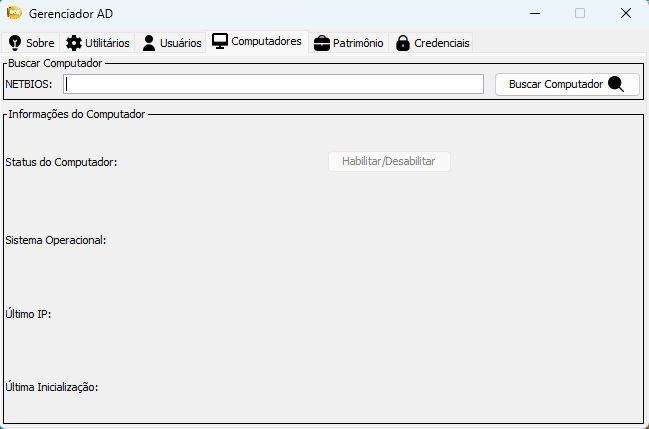 Gerenciador AD
Sobre Utilitários Usuários Computadores Patrimônio Credenciais
Buscar Computador
NETBIOS: Buscar Computador
Informações do Computador
Status do Computador: Habilitar/Desabilitar
Sistema Operacional:
Último IP:
Última Inicialização: